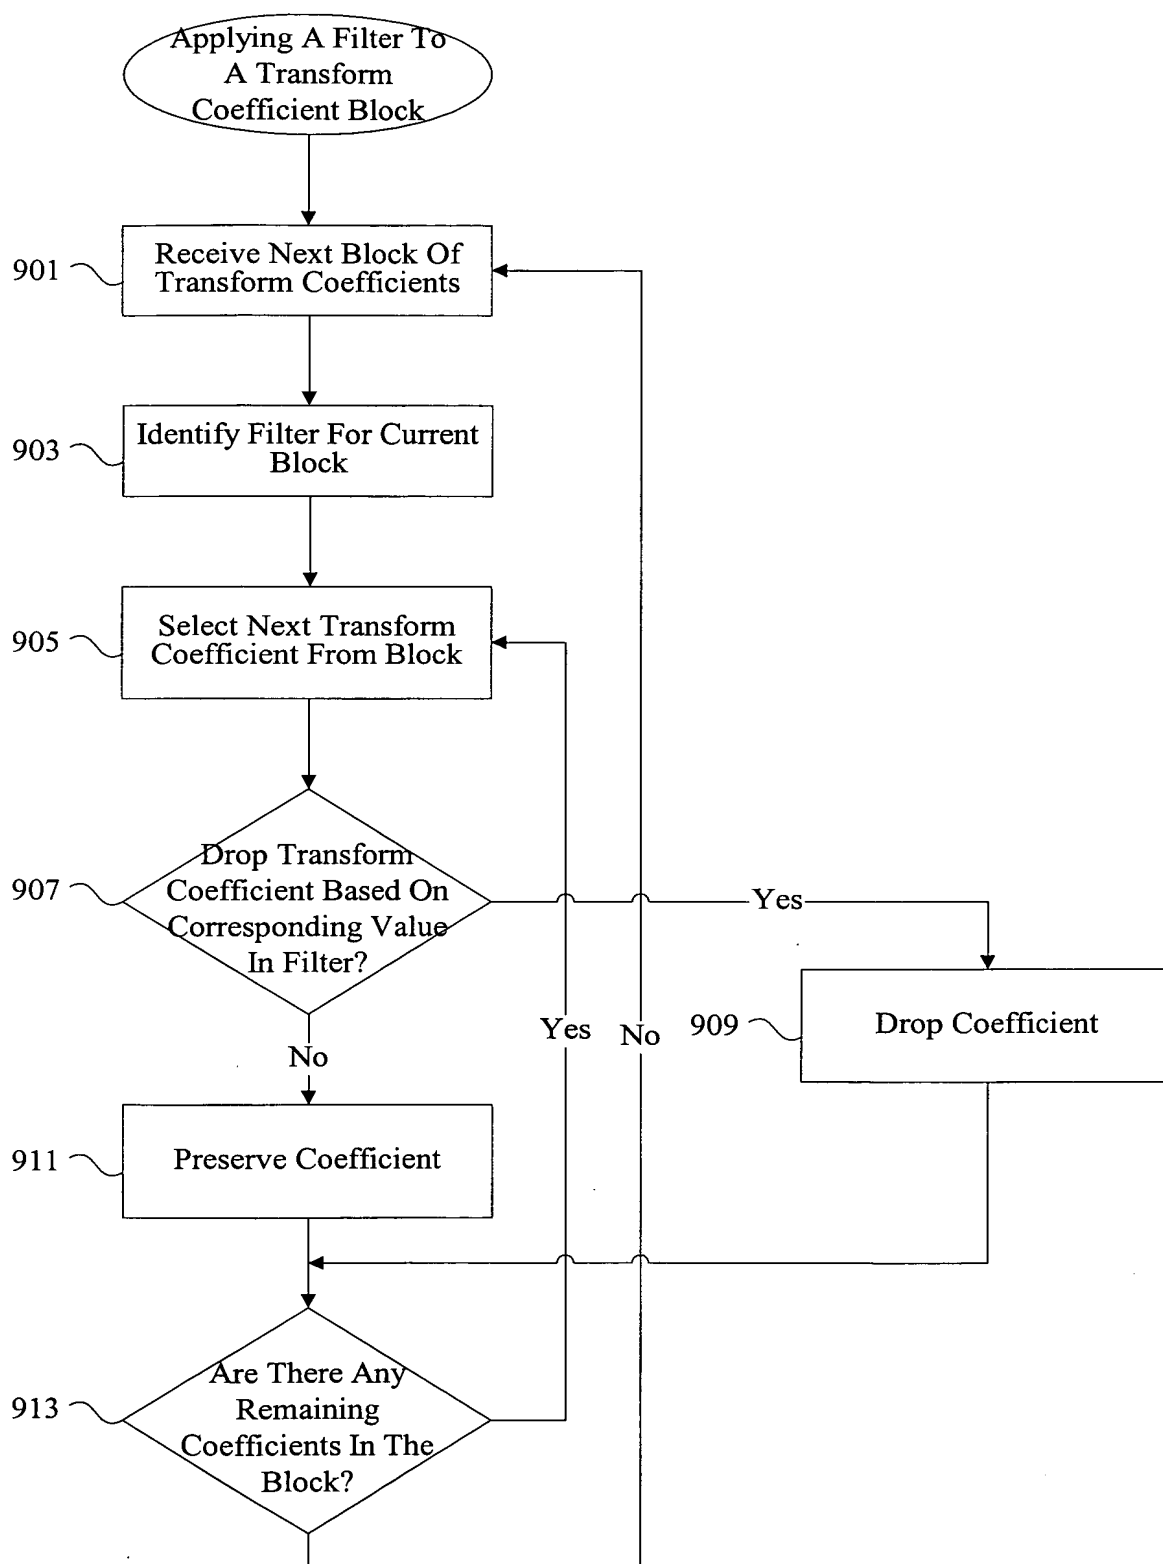 Applying A Filter To
A Transform
Coefficient Block
901
Receive Next Block Of
Transform Coefficients
903
Identify Filter For Current
Block
905
Select Next Transform
Coefficient From Block
907
Drop Transform
Coefficient Based On
Corresponding Value
In Filter?
Yes
Yes
No
909
Drop Coefficient
No
911
Preserve Coefficient
913
Are There Any
Remaining
Coefficients In The
Block?